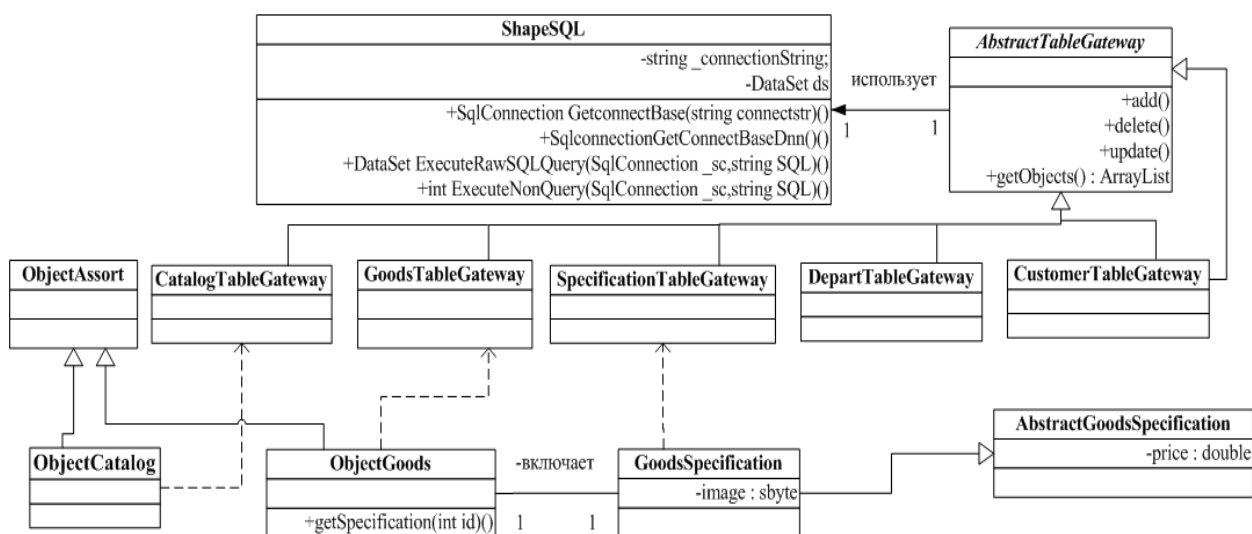 ShapeSQL
-string _connectionString;
-DataSet ds
+SqlConnection GetconnectBase(string connectstr)()
+SqlconnectionGetConnectBaseDnn()()
+DataSet ExecuteRawSQLQuery(SqlConnection _sc,string SQL)()
+int ExecuteNonQuery(SqlConnection _sc,string SQL)()
использует
1
1
AbstractTableGateway
+add()
+delete()
+update()
+getObjects() : ArrayList
ObjectAssort
CatalogTableGateway
GoodsTableGateway
SpecificationTableGateway
DepartTableGateway
CustomerTableGateway
ObjectCatalog
ObjectGoods
+getSpecification(int id)()
-включает
1
1
GoodsSpecification
-image : sbyte
AbstractGoodsSpecification
-price : double